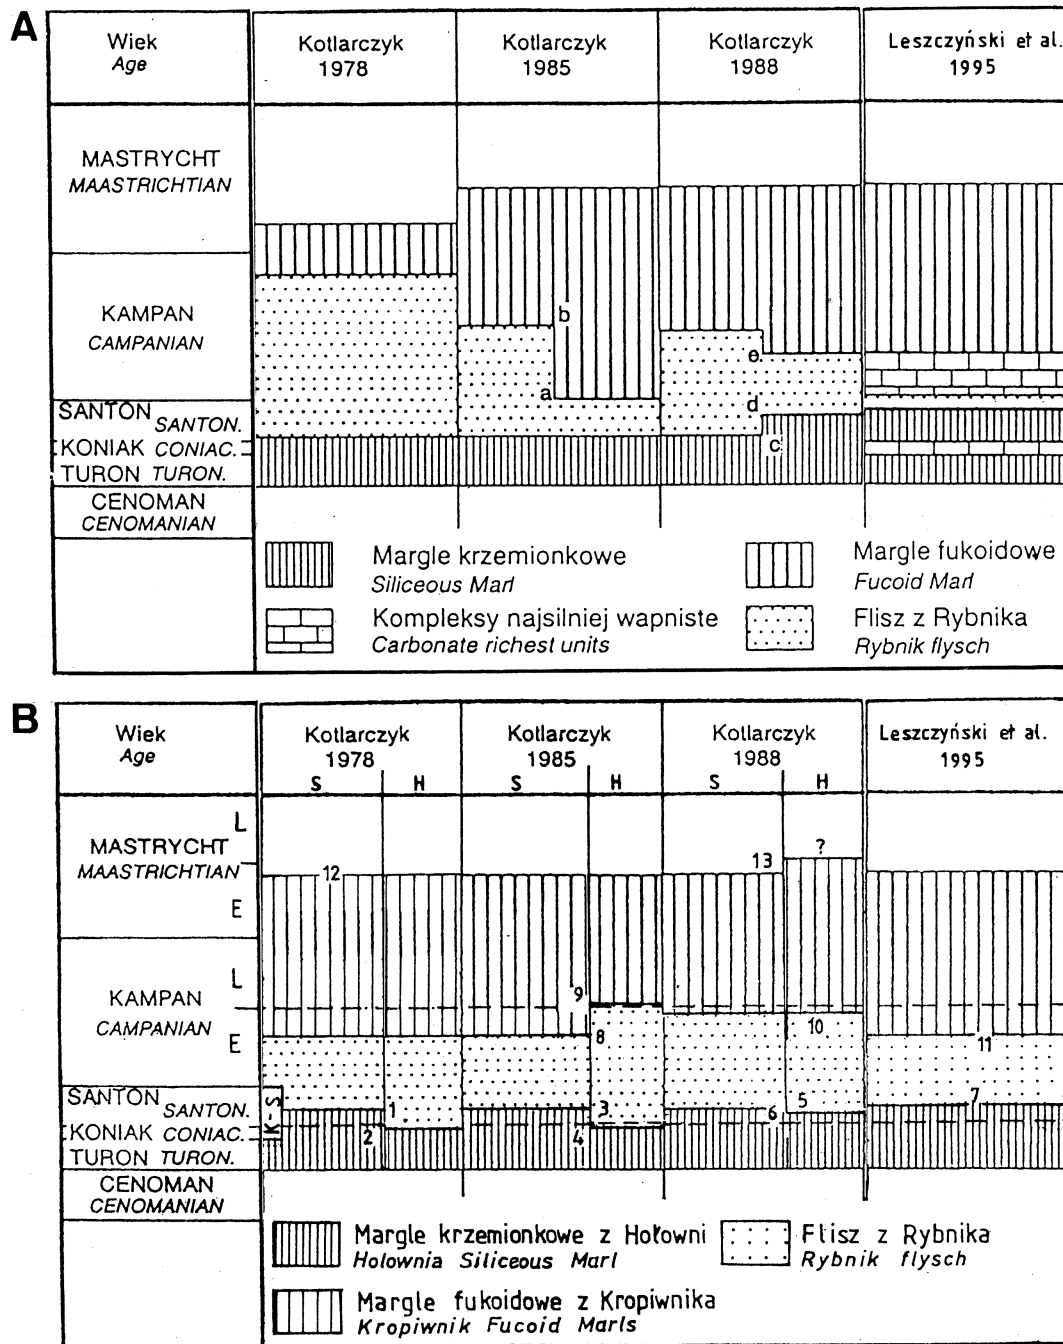 A
Wiek
Age
Kotlarczyk
1978
Kotlarczyk
1985
Kotlarczyk
1988
Leszczyński et al.
1995
MASTRYCHT
MAASTRICHTIAN
KAMPAN
CAMPANIAN
SANTON SANTON.
KONIAK CONIAC.
TURON TURON.
CENOMAN
CENOMANIAN
b
a
e
d
c
Margle krzemionkowe
Siliceous Marl
Margle fukoidowe
Fucoid Marl
Kompleksy najsilniej wapniste
Carbonate richest units
Flisz z Rybnika
Rybnik flysch
B
Wiek
Age
Kotlarczyk
1978
S H
Kotlarczyk
1985
S H
Kotlarczyk
1988
S H
Leszczyński et al.
1995
L
MASTRYCHT
MAASTRICHTIAN
E
L
KAMPAN
CAMPANIAN
E
SANTON SANTON.
KONIAK CONIAC.
TURON TURON.
K-S
CENOMAN
CENOMANIAN
12
13
?
9
8
10
11
1
2
3
4
5
6
7
Margle krzemionkowe z Hołowni
Holownia Siliceous Marl
Flisz z Rybnika
Rybnik flysch
Margle fukoidowe z Kropiwnika
Kropiwnik Fucoid Marls